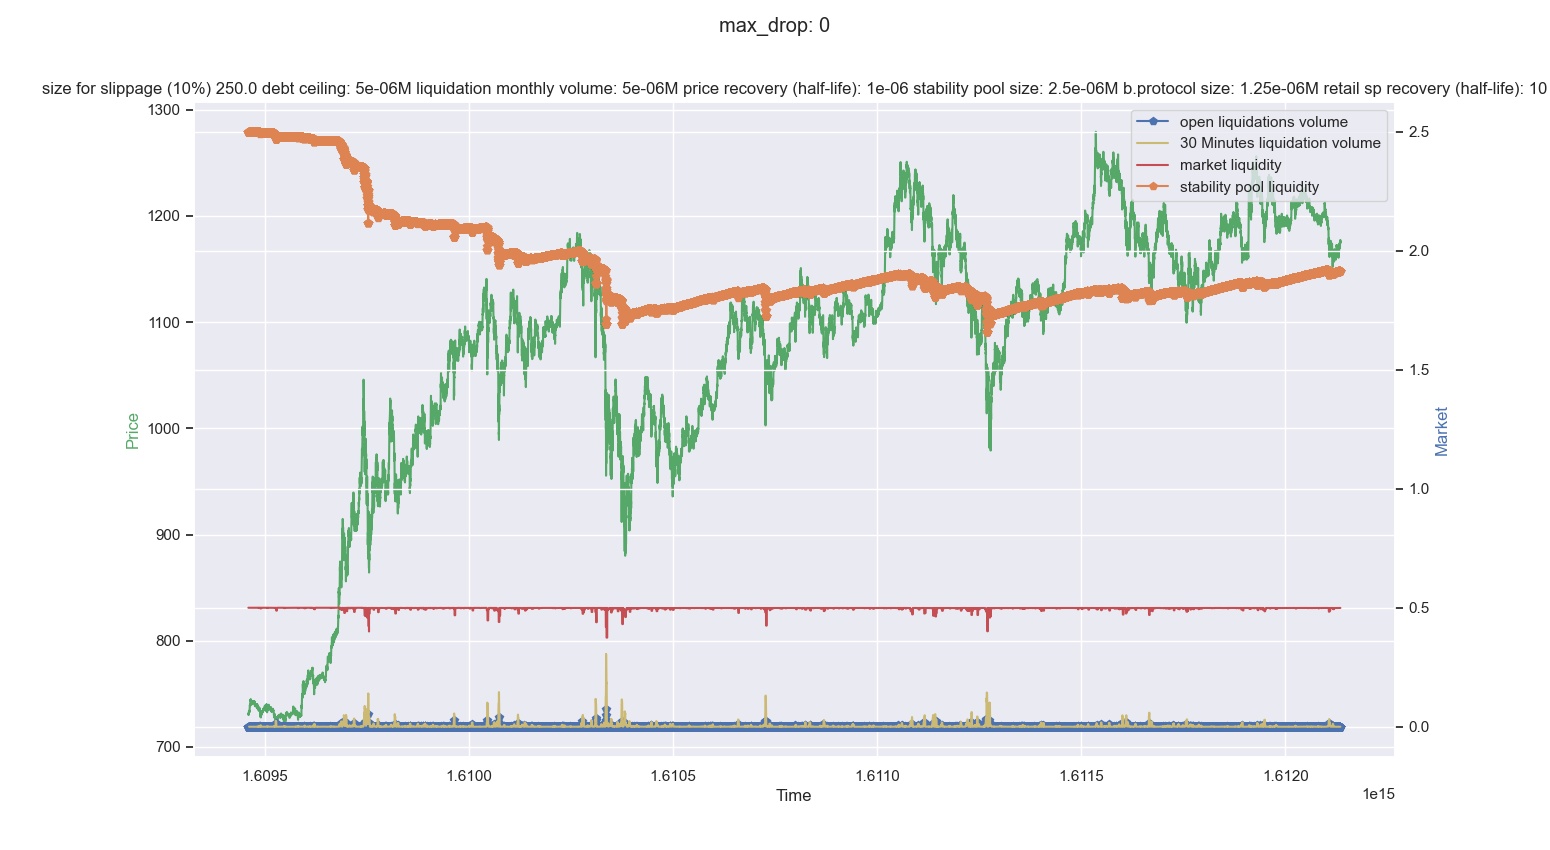 max_drop: 0
size for slippage (10%) 250.0 debt ceiling: 5e-06M liquidation monthly volume: 5e-06M price recovery (half-life): 1e-06 stability pool size: 2.5e-06M b.protocol size: 1.25e-06M retail sp recovery (half-life): 10
open liquidations volume
30 Minutes liquidation volume
market liquidity
stability pool liquidity
1300
1200
1100
1000
900
800
700
Price
2.5
2.0
1.5
1.0
0.5
0.0
Market
1.6095 1.6100 1.6105 1.6110 1.6115 1.6120
1e15
Time